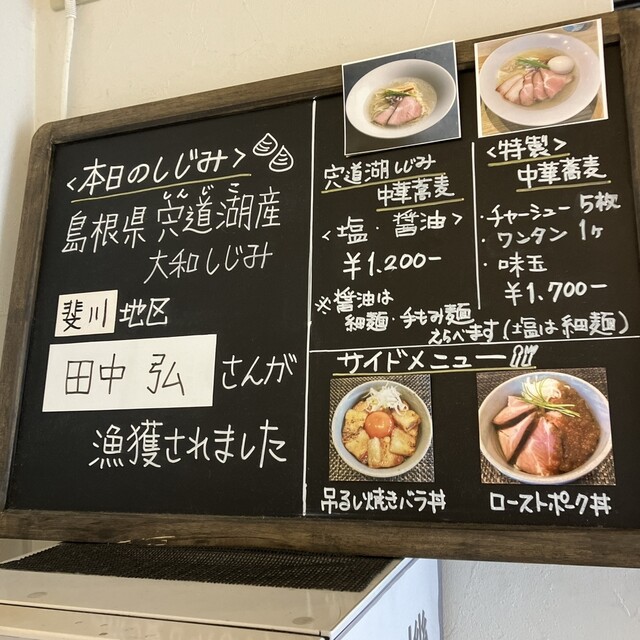 <本日のしじみ>
しんじこ
島根県 宍道湖産
大和しじみ
斐川 地区
田中 弘 さんが
漁獲されました
宍道湖しじみ
中華蕎麦
<塩・醤油>
¥1.200-
※醤油は
細麺・手もみ麺
えらべます(塩は細麺)
<特製>
中華蕎麦
・チャーシュー 5枚
・ワンタン 1ヶ
・味玉
¥1.700-
サイドメニュー
吊るし焼きバラ丼
ローストポーク丼